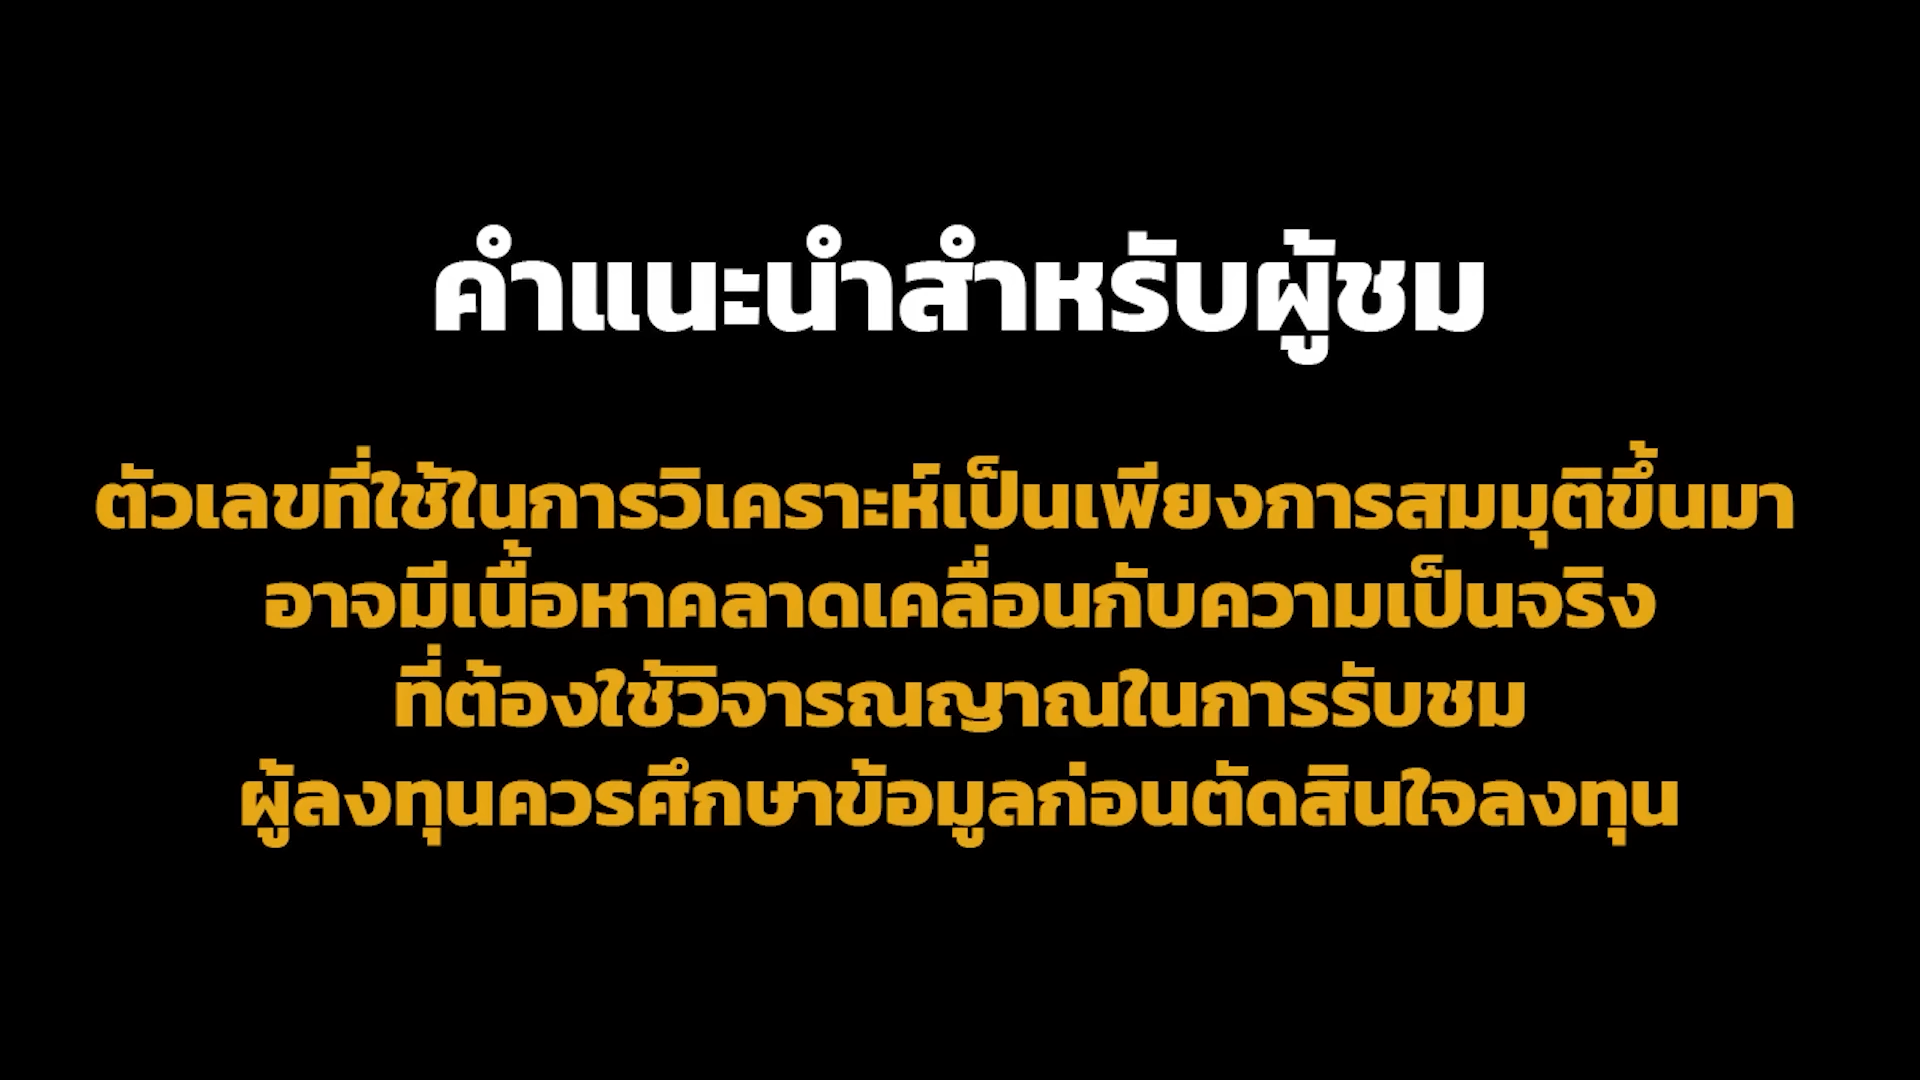 คำแนะนำสำหรับผู้ชม
ตัวเลขที่ใช้ในการวิเคราะห์เป็นเพียงการสมมุติขึ้นมา
อาจมีเนื้อหาคลาดเคลื่อนกับความเป็นจริง
ที่ต้องใช้วิจารณญาณในการรับชม
ผู้ลงทุนควรศึกษาข้อมูลก่อนตัดสินใจลงทุน